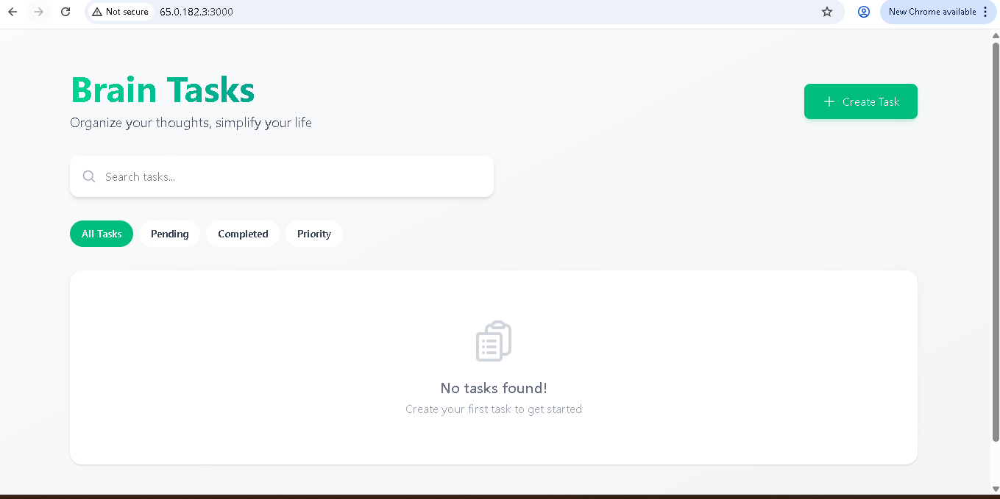 Not secure 65.0.182.3:3000 New Chrome available
Brain Tasks
Organize your thoughts, simplify your life
Create Task
Search tasks...
All Tasks Pending Completed Priority
No tasks found!
Create your first task to get started